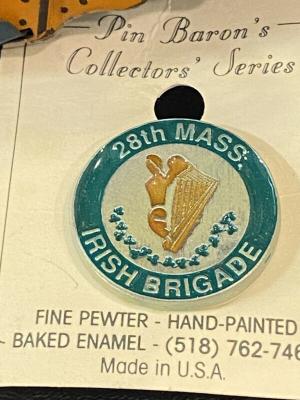 Pin Baron's
Collectors' Series
28th MASS.
IRISH BRIGADE
FINE PEWTER - HAND-PAINTED
- BAKED ENAMEL - (518) 762-746
Made in U.S.A.